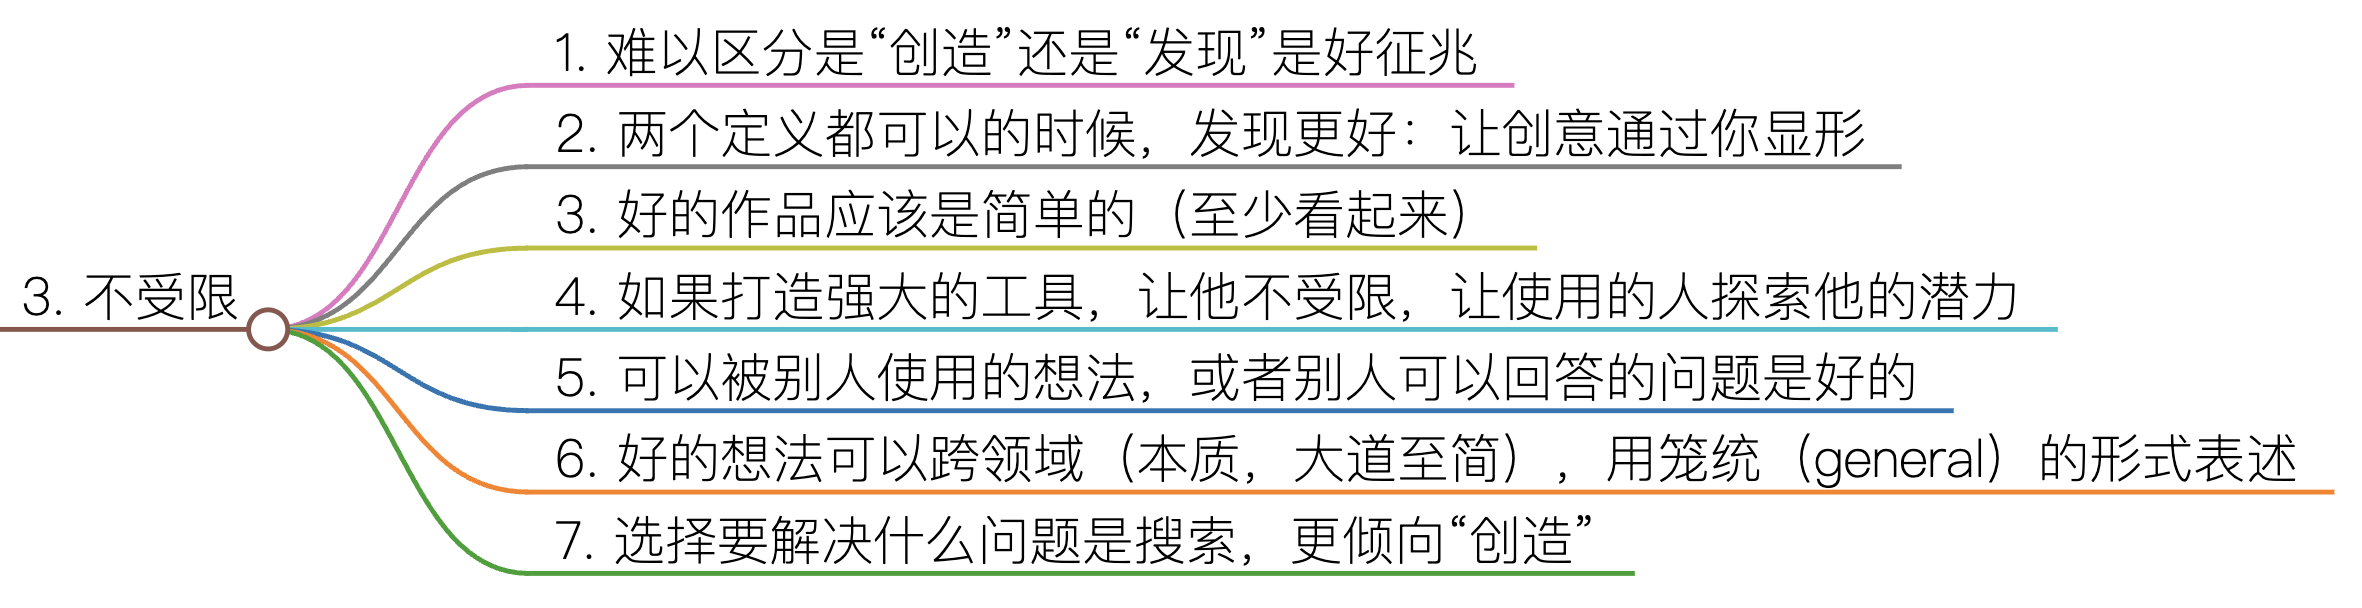 3. 不受限
1. 难以区分是“创造”还是“发现”是好征兆
2. 两个定义都可以的时候，发现更好：让创意通过你显形
3. 好的作品应该是简单的（至少看起来）
4. 如果打造强大的工具，让他不受限，让使用的人探索他的潜力
5. 可以被别人使用的想法，或者别人可以回答的问题是好的
6. 好的想法可以跨领域（本质，大道至简），用笼统（general）的形式表述
7. 选择要解决什么问题是搜索，更倾向“创造”